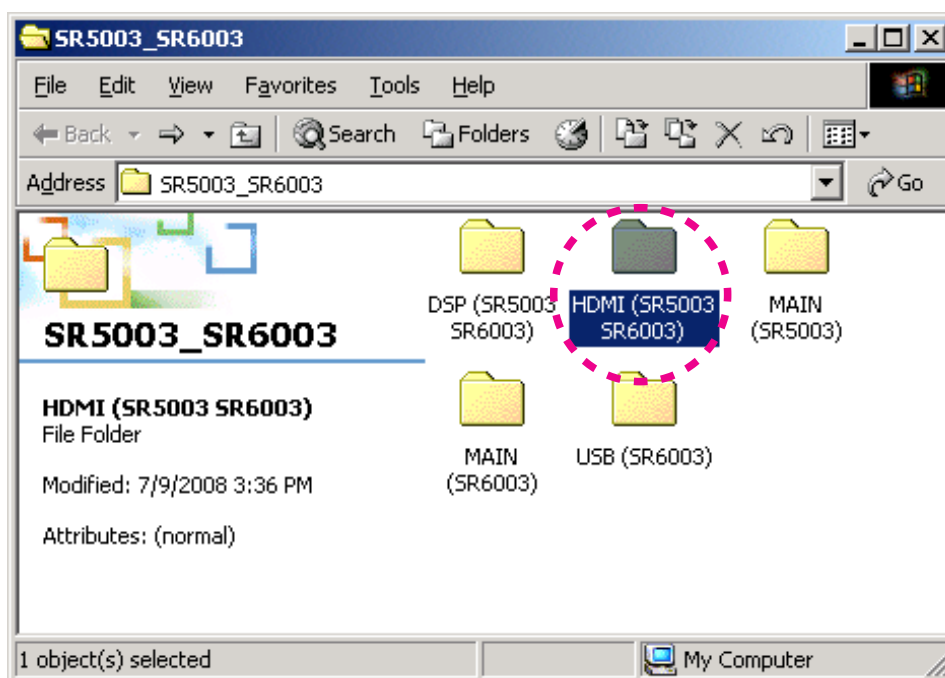 SR5003_SR6003
File Edit View Favorites Tools Help
Back Search Folders
Address SR5003_SR6003 Go
SR5003_SR6003
HDMI (SR5003 SR6003)
File Folder
Modified: 7/9/2008 3:36 PM
Attributes: (normal)
DSP (SR5003
SR6003)
HDMI (SR5003
SR6003)
MAIN
(SR5003)
MAIN
(SR6003)
USB (SR6003)
1 object(s) selected My Computer